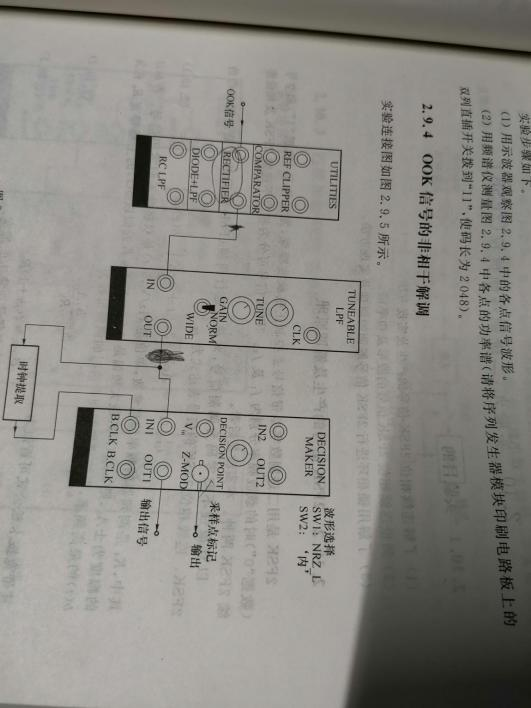 实验步骤如下。
(1) 用示波器观察图 2.9.4 中的各点信号波形。
(2) 用频谱仪测量图 2.9.4 中各点的功率谱(请将序列发生器模块印刷电路板上的
双列直插开关拨到“11”,使码长为 2 048)。
2.9.4 OOK 信号的非相干解调
实验连接图如图 2.9.5 所示。
OOK信号
UTILITIES
REF CLIPPER
COMPARATOR
RECTIFIER
DIODE+LPF
RC LPF
TUNEABLE
LPF
CLK
TUNE
GAIN
NORM
WIDE
IN
OUT
DECISION
MAKER
IN2
OUT2
DECISION POINT
Vin
Z-MOD
IN1
OUT1
B.CLK
B.CLK
波形选择
SW1: NRZ_L
SW2: “内”
采样点标记
输出
输出信号
时钟提取